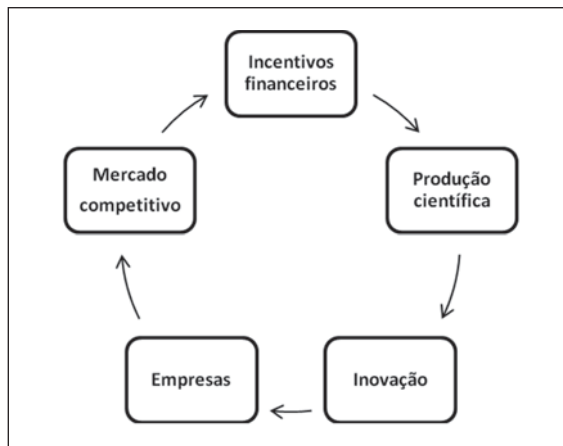 Incentivos
financeiros
Produção
científica
Inovação
Empresas
Mercado
competitivo